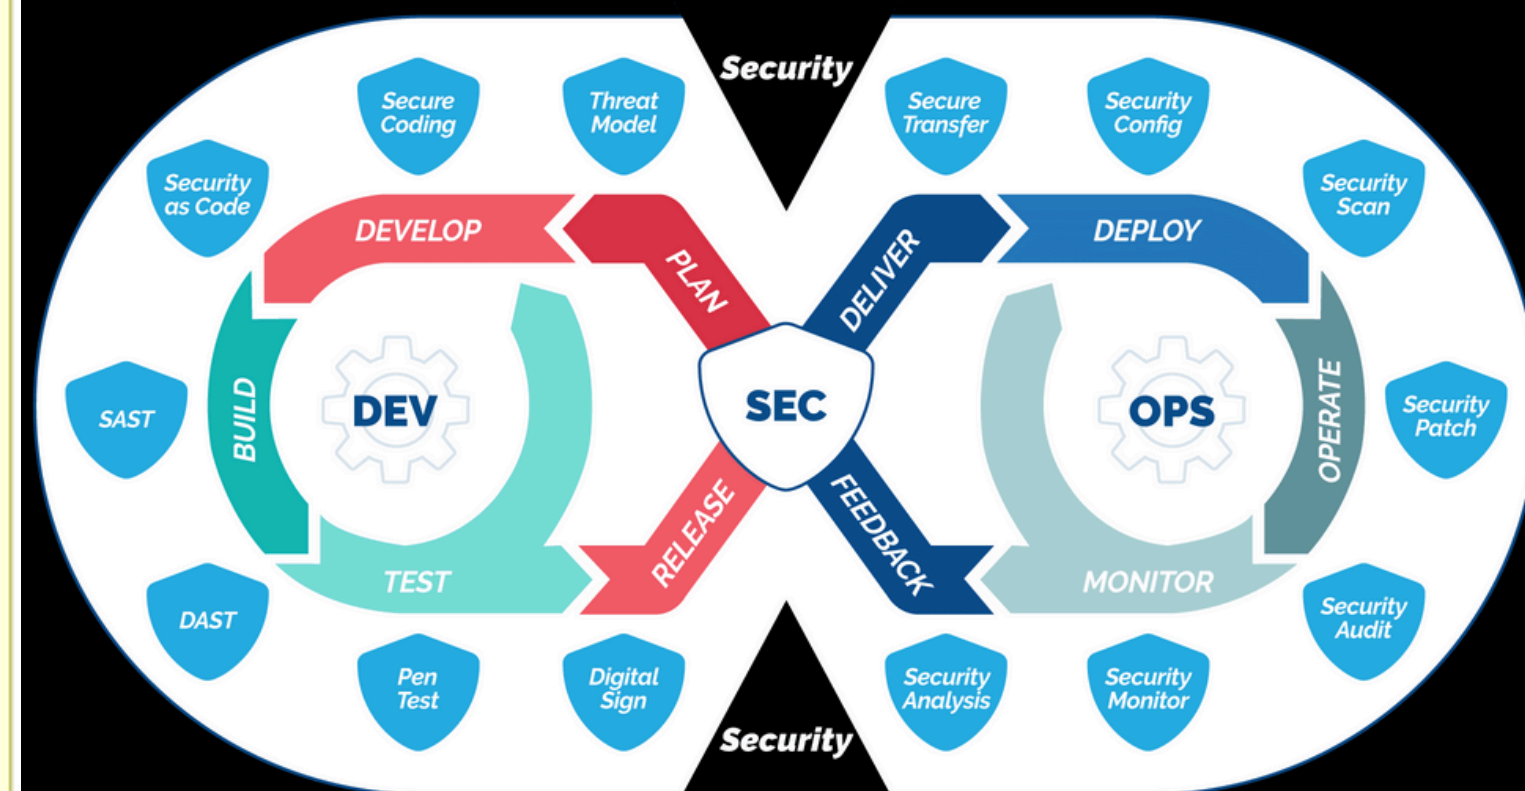 Security
Secure
Coding
Threat
Model
Secure
Transfer
Security
Config
Security
as Code
Security
Scan
DEVELOP
PLAN
DELIVER
DEPLOY
SAST
BUILD
DEV
SEC
OPS
OPERATE
Security
Patch
DAST
TEST
RELEASE
FEEDBACK
MONITOR
Security
Audit
Pen
Test
Digital
Sign
Security
Analysis
Security
Monitor
Security